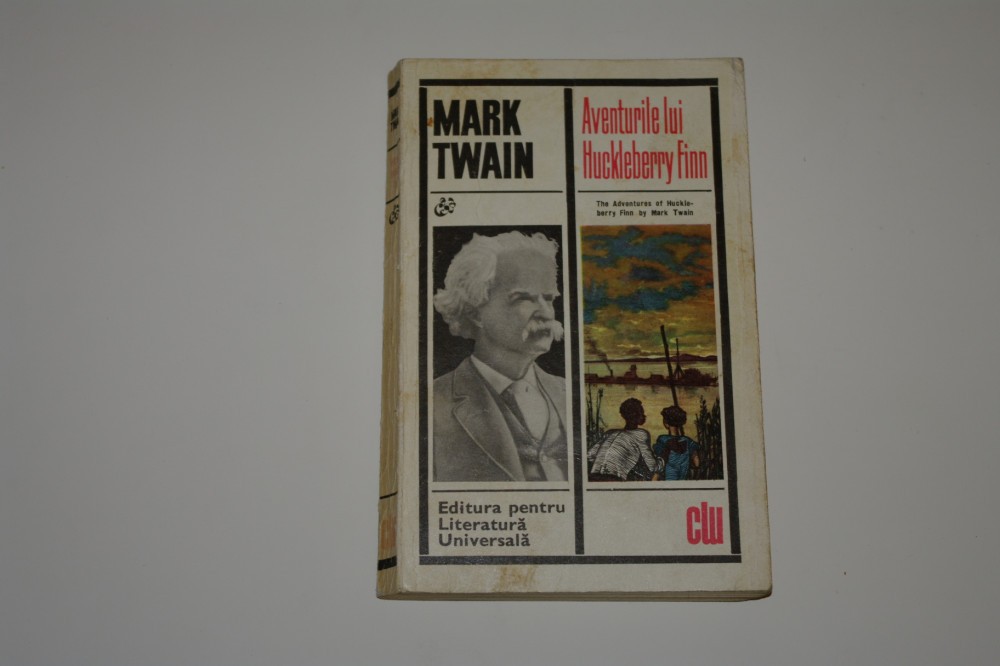 MARK
TWAIN
Aventurile lui
Huckleberry Finn
The Adventures of Huckle-
berry Finn by Mark Twain
Editura pentru
Literatură
Universală
clu